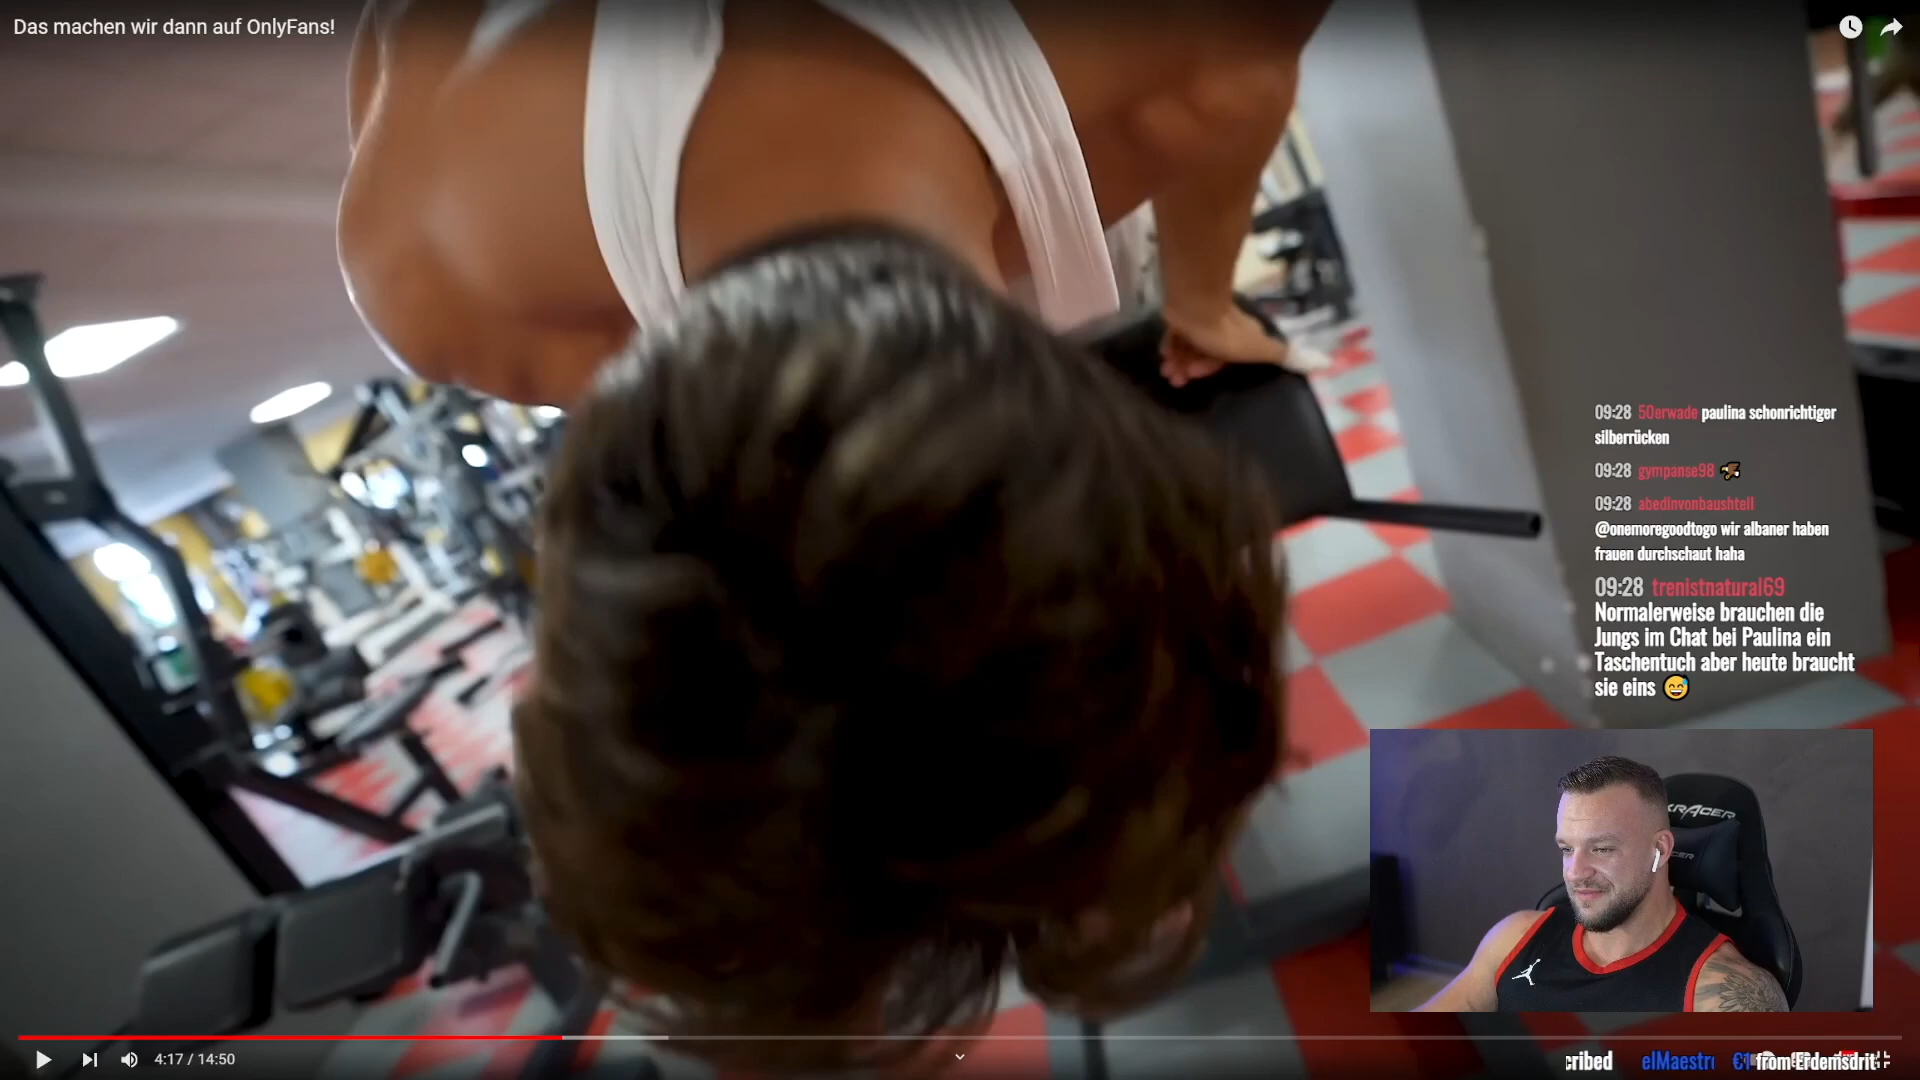 Das machen wir dann auf OnlyFans!
09:28 50erwade paulina schonrichtiger
silberrücken
09:28 gympanse98
09:28 abedinvonbaushtell
@onemoregoodtogo wir albaner haben
frauen durchschaut haha
09:28 trenistnatural69
Normalerweise brauchen die
Jungs im Chat bei Paulina ein
Taschentuch aber heute braucht
sie eins 😅
4:17 / 14:50
cribed elMaestr €1 from Erdemsdrit